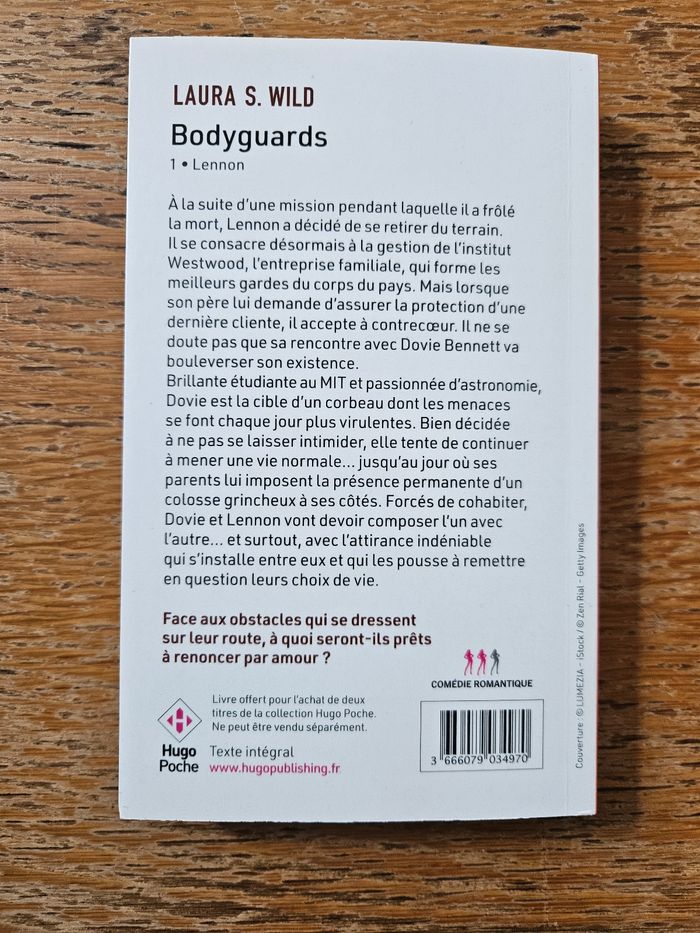 LAURA S. WILD
Bodyguards
1 • Lennon
À la suite d'une mission pendant laquelle il a frôlé
la mort, Lennon a décidé de se retirer du terrain.
Il se consacre désormais à la gestion de l'institut
Westwood, l'entreprise familiale, qui forme les
meilleurs gardes du corps du pays. Mais lorsque
son père lui demande d'assurer la protection d'une
dernière cliente, il accepte à contrecœur. Il ne se
doute pas que sa rencontre avec Dovie Bennett va
bouleverser son existence.
Brillante étudiante au MIT et passionnée d'astronomie,
Dovie est la cible d'un corbeau dont les menaces
se font chaque jour plus virulentes. Bien décidée
à ne pas se laisser intimider, elle tente de continuer
à mener une vie normale... jusqu'au jour où ses
parents lui imposent la présence permanente d'un
colosse grincheux à ses côtés. Forcés de cohabiter,
Dovie et Lennon vont devoir composer l'un avec
l'autre... et surtout, avec l'attirance indéniable
qui s'installe entre eux et qui les pousse à remettre
en question leurs choix de vie.
Face aux obstacles qui se dressent
sur leur route, à quoi seront-ils prêts
à renoncer par amour ?
COMÉDIE ROMANTIQUE
Livre offert pour l'achat de deux
titres de la collection Hugo Poche.
Ne peut être vendu séparément.
Hugo
Poche
Texte intégral
www.hugopublishing.fr
3 666079 034970
Couverture : © LUMEZIA - iStock / © Zen Rial - Getty Images